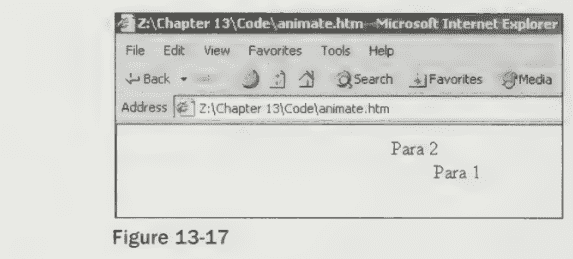 Z:\Chapter 13\Code\animate.htm - Microsoft Internet Explorer
File Edit View Favorites Tools Help
Back Search Favorites Media
Address Z:\Chapter 13\Code\animate.htm
Para 2
Para 1
Figure 13-17